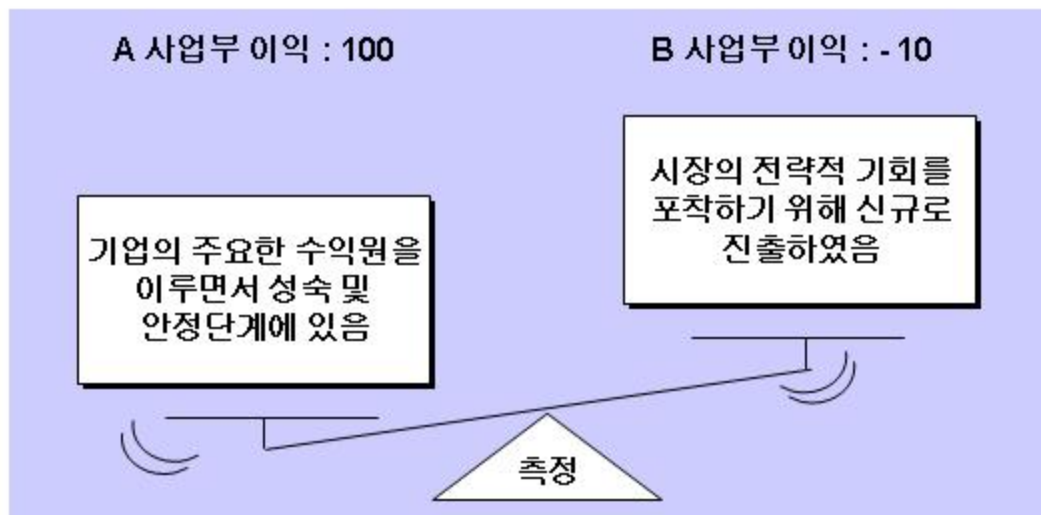 A 사업부 이익 : 100
B 사업부 이익 : - 10
기업의 주요한 수익원을
이루면서 성숙 및
안정단계에 있음
시장의 전략적 기회를
포착하기 위해 신규로
진출하였음
측정